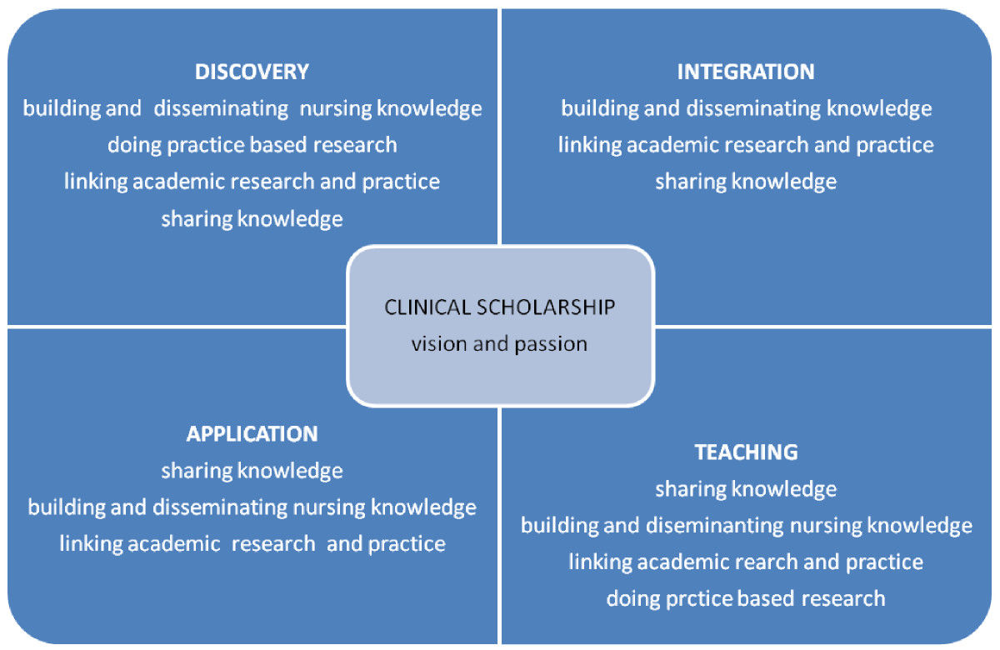 DISCOVERY
building and disseminating nursing knowledge
doing practice based research
linking academic research and practice
sharing knowledge
INTEGRATION
building and disseminating knowledge
linking academic research and practice
sharing knowledge
CLINICAL SCHOLARSHIP
vision and passion
APPLICATION
sharing knowledge
building and disseminating nursing knowledge
linking academic research and practice
TEACHING
sharing knowledge
building and diseminanting nursing knowledge
linking academic rearch and practice
doing prctice based research